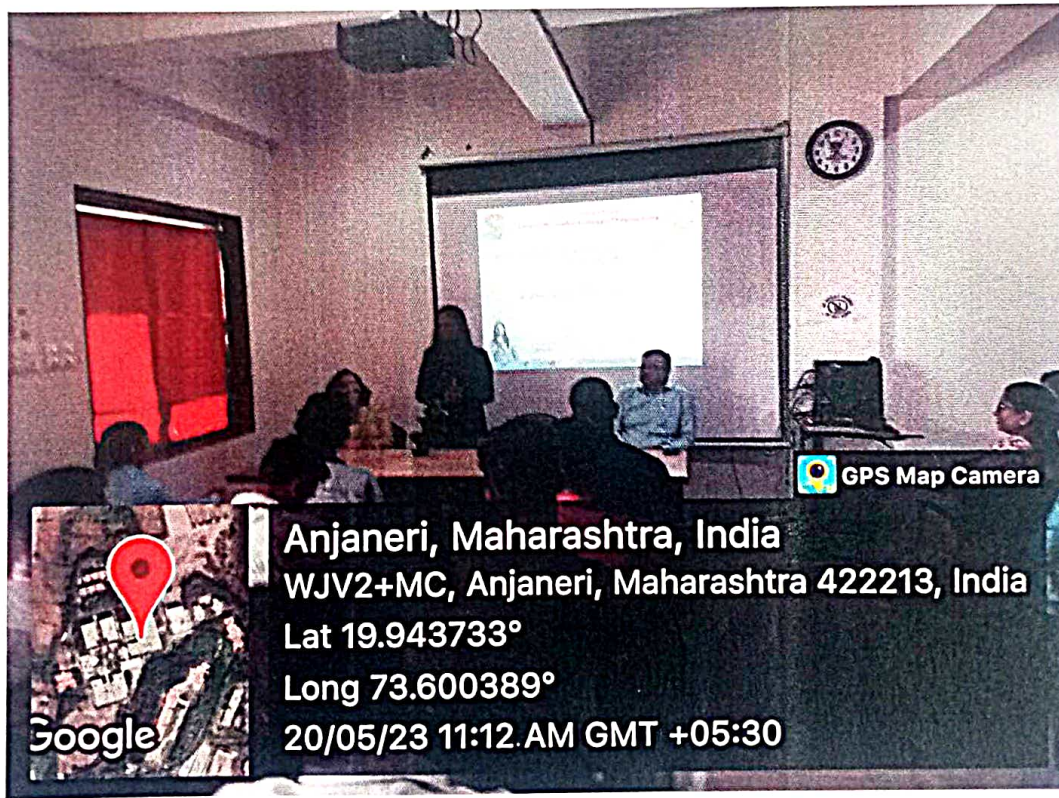 GPS Map Camera
Anjaneri, Maharashtra, India
WJV2+MC, Anjaneri, Maharashtra 422213, India
Lat 19.943733°
Long 73.600389°
20/05/23 11:12 AM GMT +05:30
Google